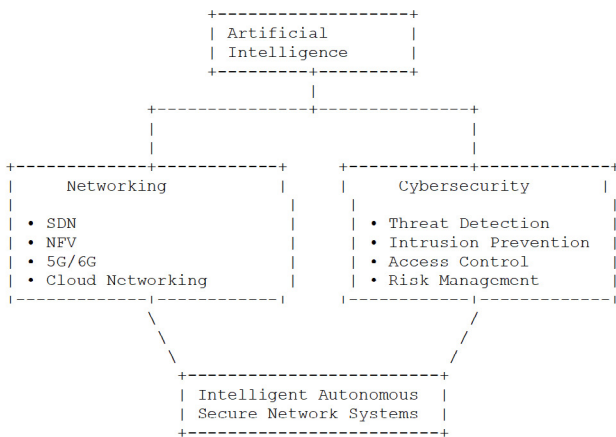 Artificial
Intelligence
Networking
• SDN
• NFV
• 5G/6G
• Cloud Networking
Cybersecurity
• Threat Detection
• Intrusion Prevention
• Access Control
• Risk Management
Intelligent Autonomous
Secure Network Systems